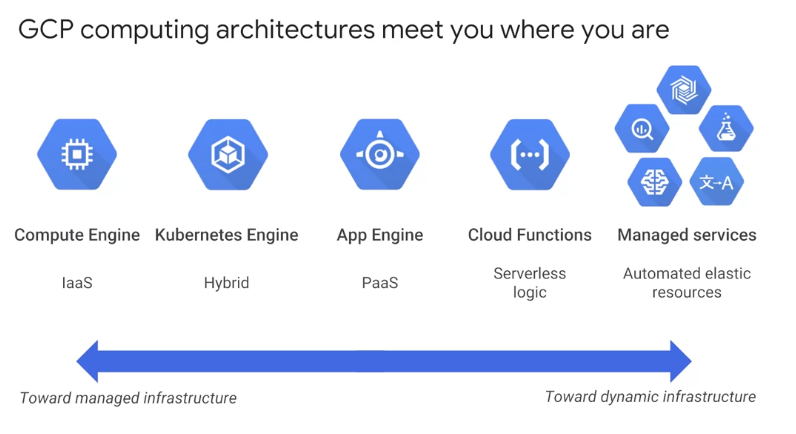 GCP computing architectures meet you where you are
文→A
Compute Engine
Kubernetes Engine
App Engine
Cloud Functions
Managed services
IaaS
Hybrid
PaaS
Serverless
logic
Automated elastic
resources
Toward managed infrastructure
Toward dynamic infrastructure